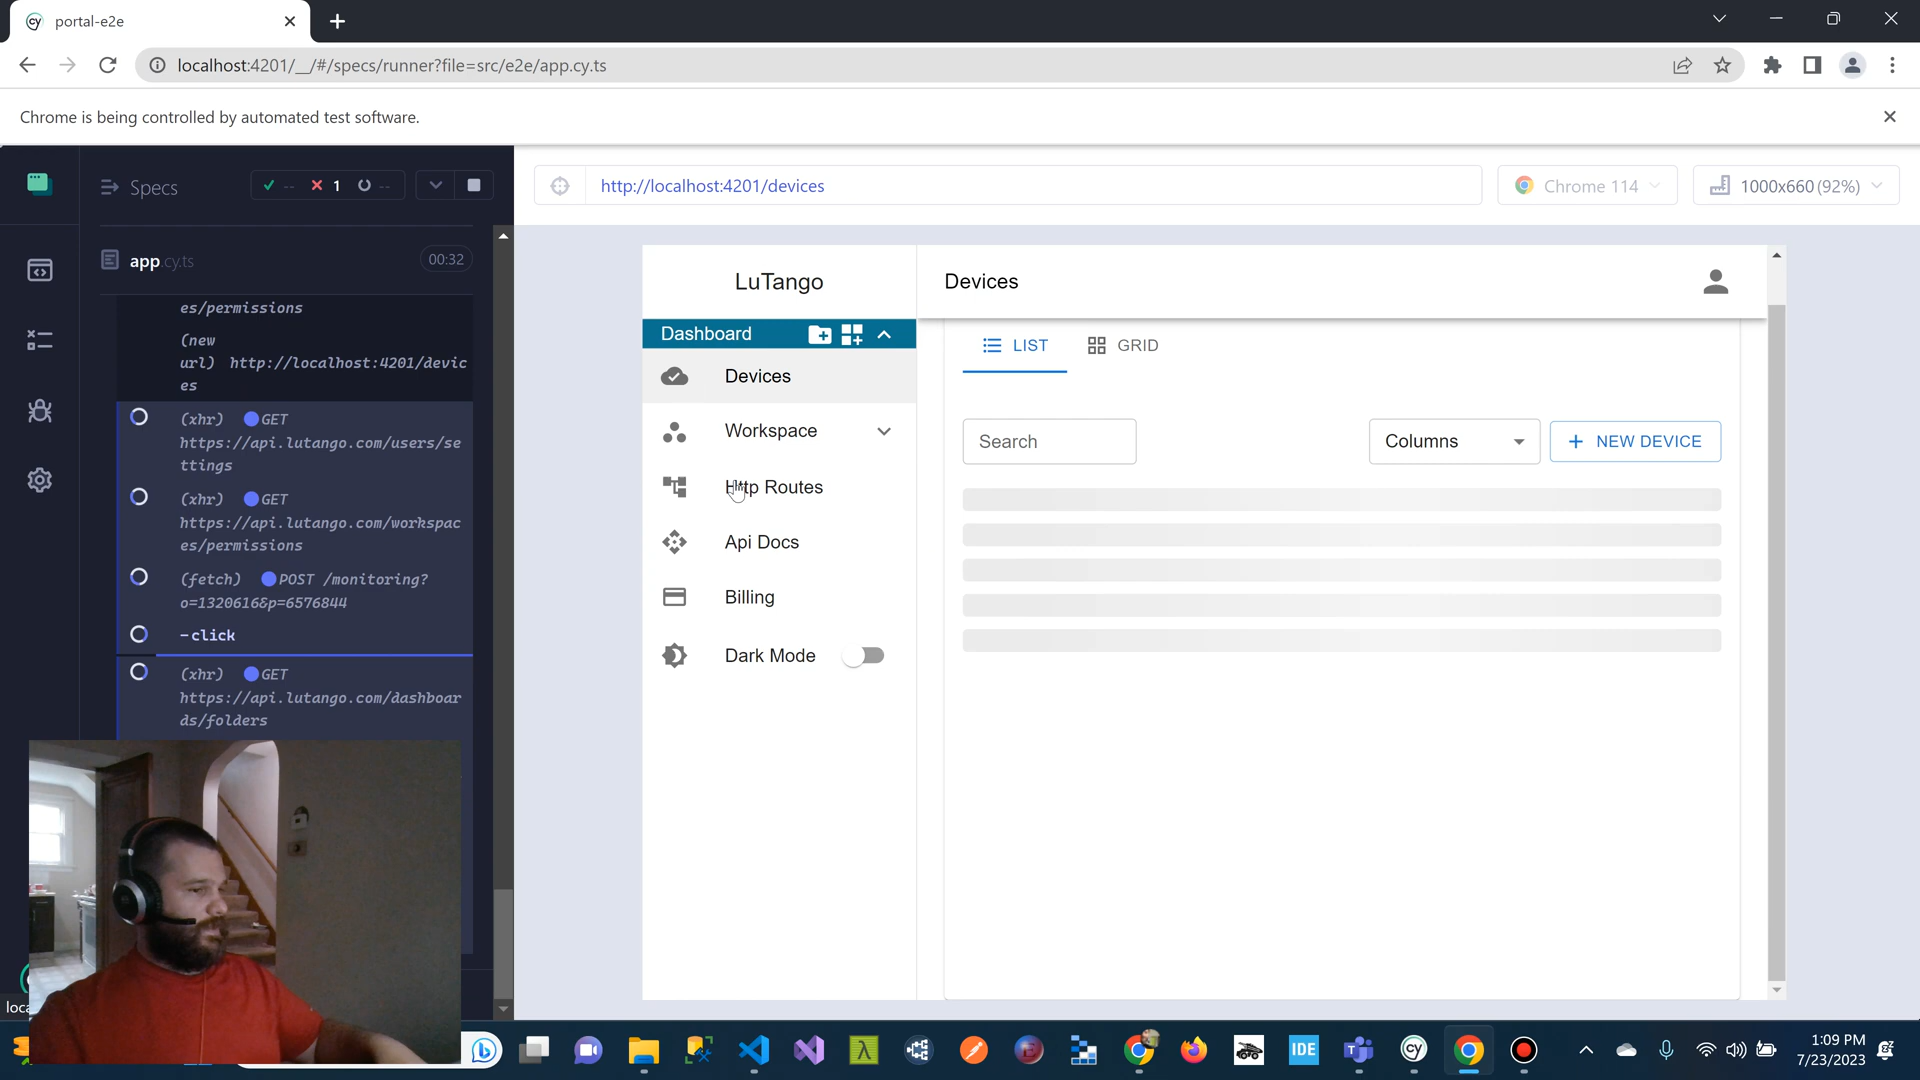 portal-e2e
localhost:4201/__/#/specs/runner?file=src/e2e/app.cy.ts
Chrome is being controlled by automated test software.
Specs
--
1
--
http://localhost:4201/devices
Chrome 114
1000x660 (92%)
app.cy.ts
00:32
es/permissions
(new
url) http://localhost:4201/devic
es
(xhr) GET
https://api.lutango.com/users/se
ttings
(xhr) GET
https://api.lutango.com/workspac
es/permissions
(fetch) POST /monitoring?
o=1320616&p=6576844
-click
(xhr) GET
https://api.lutango.com/dashboar
ds/folders
loca
LuTango
Devices
Dashboard
Devices
Workspace
Http Routes
Api Docs
Billing
Dark Mode
LIST
GRID
Search
Columns
+ NEW DEVICE
IDE
cy
1:09 PM
7/23/2023